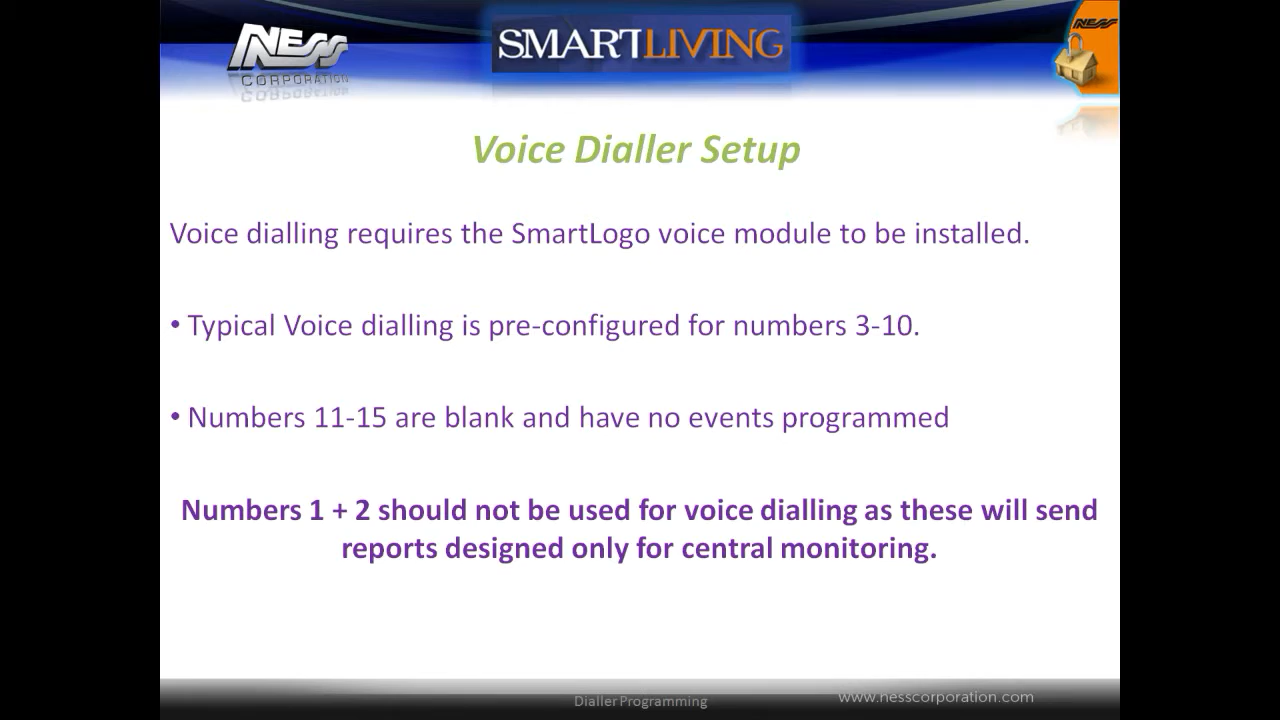 NESS
CORPORATION
SMARTLIVING
NESS
Voice Dialler Setup
Voice dialling requires the SmartLogo voice module to be installed.
• Typical Voice dialling is pre-configured for numbers 3-10.
• Numbers 11-15 are blank and have no events programmed
Numbers 1 + 2 should not be used for voice dialling as these will send
reports designed only for central monitoring.
Dialler Programming
www.nesscorporation.com